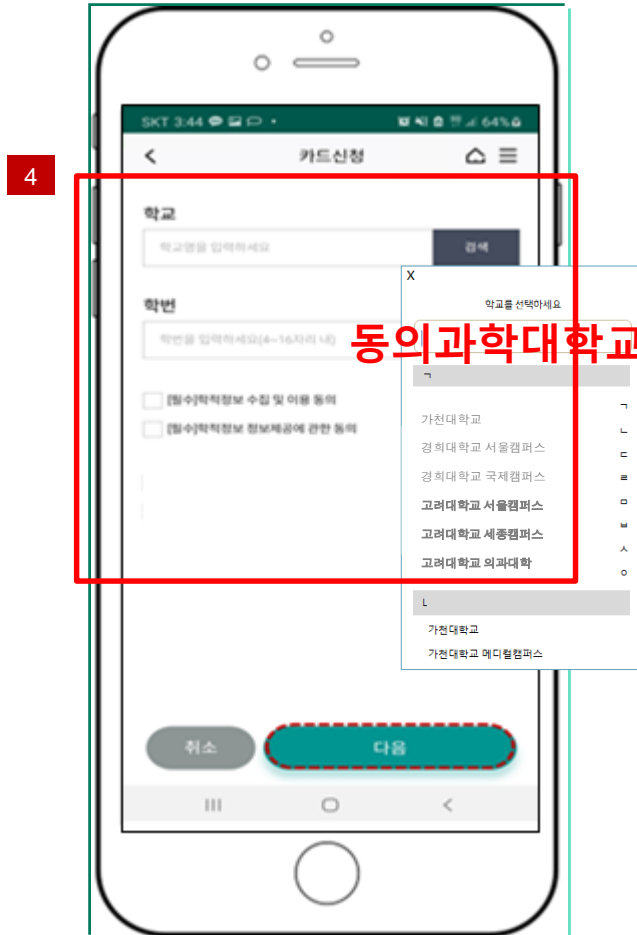 4
SKT 3:44
64%
카드신청
학교
학교명을 입력하세요
검색
학번
학번을 입력하세요(4~16자리 내)
[필수]학적정보 수집 및 이용 동의
[필수]학적정보 정보제공에 관한 동의
X
학교를 선택하세요
동의과학대학교
ㄱ
가천대학교
경희대학교 서울캠퍼스
경희대학교 국제캠퍼스
고려대학교 서울캠퍼스
고려대학교 세종캠퍼스
고려대학교 의과대학
ㄱ
ㄴ
ㄷ
ㄹ
ㅁ
ㅂ
ㅅ
ㅇ
L
가천대학교
가천대학교 메디컬캠퍼스
취소
다음